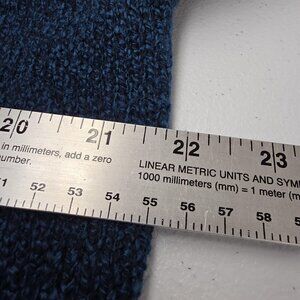 20 21 22 23
in millimeters, add a zero LINEAR METRIC UNITS AND SYM
number. 1000 millimeters (mm) = 1 meter (m
52 53 54 55 56 57 58